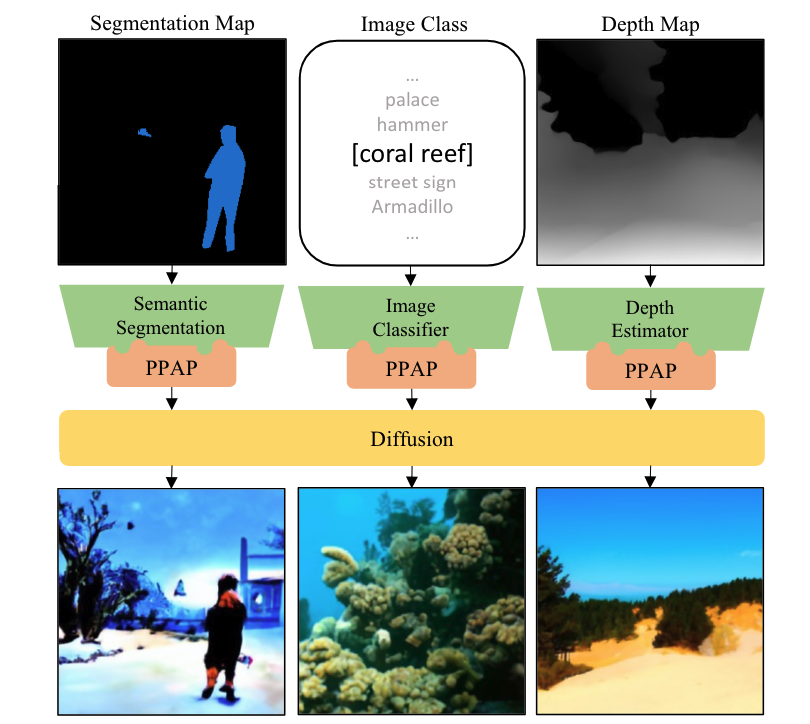 Segmentation Map
Image Class
Depth Map
...
palace
hammer
[coral reef]
street sign
Armadillo
...
Semantic
Segmentation
Image
Classifier
Depth
Estimator
PPAP
PPAP
PPAP
Diffusion